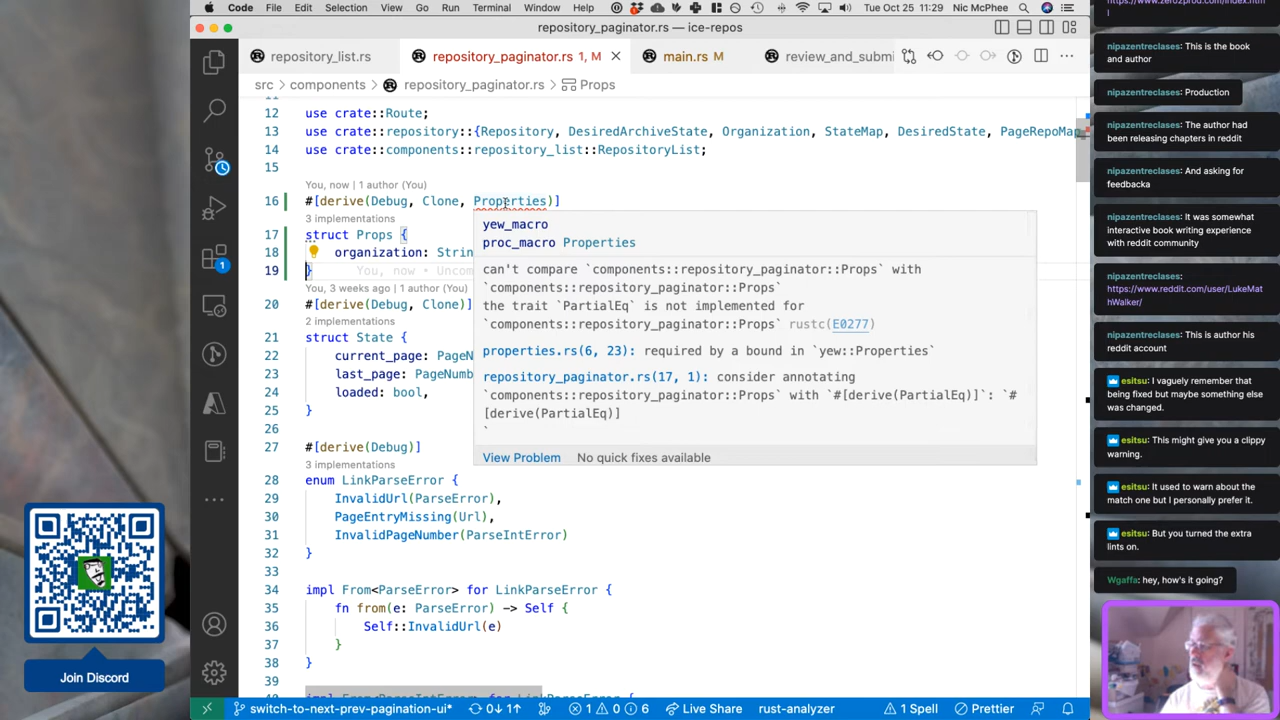 Code File Edit Selection View Go Run Terminal Window Help Tue Oct 25 11:29 Nic McPhee
repository_paginator.rs — ice-repos
repository_list.rs repository_paginator.rs 1, M main.rs M review_and_submi
src components repository_paginator.rs Props
12 use crate::Route;
13 use crate::repository::{Repository, DesiredArchiveState, Organization, StateMap, DesiredState, PageRepoMap
14 use crate::components::repository_list::RepositoryList;
15
You, now | 1 author (You)
16 #[derive(Debug, Clone, Properties)]
3 implementations
17 struct Props {
18 organization: Strin
19 } You, now • Uncom
You, 3 weeks ago | 1 author (You)
20 #[derive(Debug, Clone)]
2 implementations
21 struct State {
22 current_page: PageN
23 last_page: PageNumb
24 loaded: bool,
25 }
26
27 #[derive(Debug)]
3 implementations
28 enum LinkParseError {
29 InvalidUrl(ParseError),
30 PageEntryMissing(Url),
31 InvalidPageNumber(ParseIntError)
32 }
33
34 impl From<ParseError> for LinkParseError {
35 fn from(e: ParseError) -> Self {
36 Self::InvalidUrl(e)
37 }
38 }
39
yew_macro
proc_macro Properties
can't compare `components::repository_paginator::Props` with
`components::repository_paginator::Props`
the trait `PartialEq` is not implemented for
`components::repository_paginator::Props` rustc(E0277)
properties.rs(6, 23): required by a bound in `yew::Properties`
repository_paginator.rs(17, 1): consider annotating
`components::repository_paginator::Props` with `#[derive(PartialEq)]`: `#
[derive(PartialEq)]
`
View Problem No quick fixes available
1
switch-to-next-prev-pagination-ui* 0↓ 1↑ 1 0 6 Live Share rust-analyzer 1 Spell Prettier
Join Discord
l
nipazentreclases: This is the book
and author
nipazentreclases: Production
nipazentreclases: The author had
been releasing chapters in reddit
nipazentreclases: And asking for
feedbacka
nipazentreclases: It was somewhat
interactive book writing experience
with reddit community
nipazentreclases:
https://www.reddit.com/user/LukeMat
hWalker/
nipazentreclases: This is author his
reddit account
esitsu: I vaguely remember that
being fixed but maybe something else
was changed.
esitsu: This might give you a clippy
warning.
esitsu: It used to warn about the
match one but I personally prefer it.
esitsu: But you turned the extra
lints on.
Wgaffa: hey, how's it going?